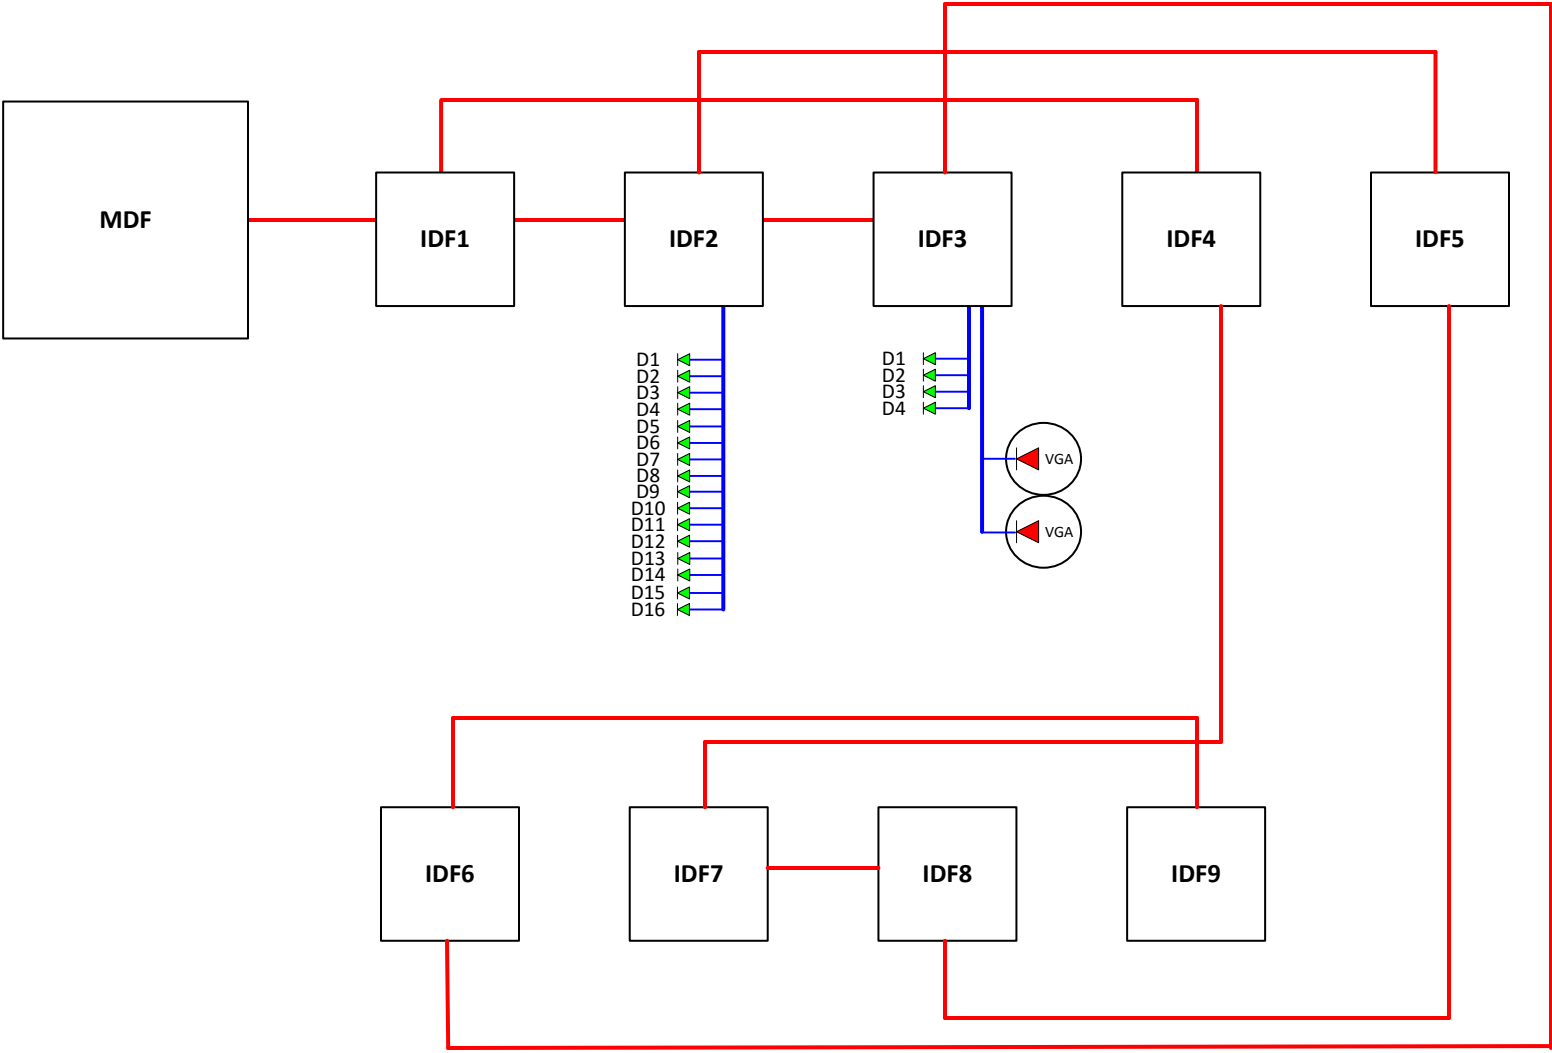 MDF
IDF1
IDF2
IDF3
IDF4
IDF5
D1
D2
D3
D4
D5
D6
D7
D8
D9
D10
D11
D12
D13
D14
D15
D16
D1
D2
D3
D4
VGA
VGA
IDF6
IDF7
IDF8
IDF9